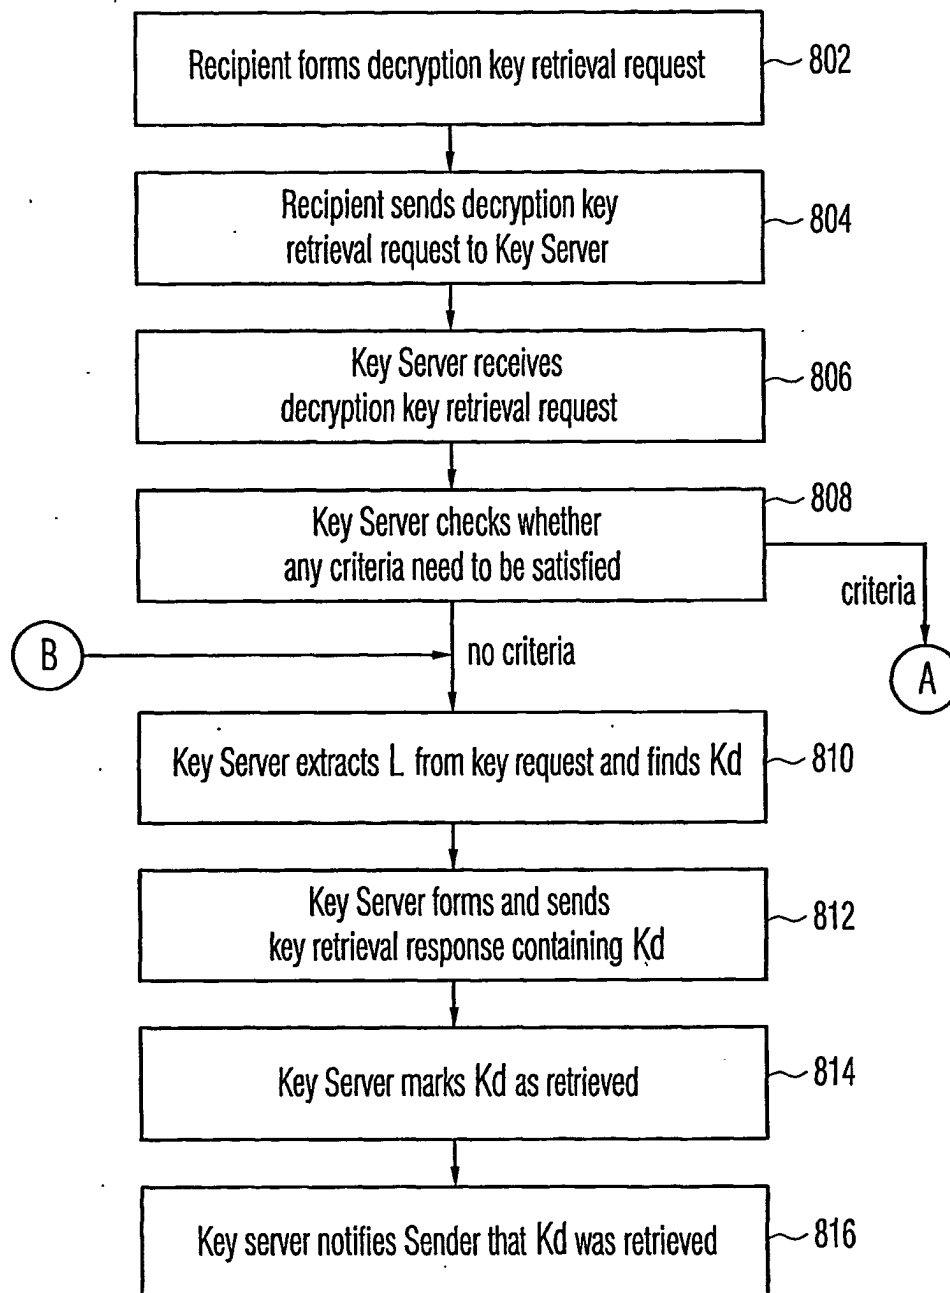 Recipient forms decryption key retrieval request
802
Recipient sends decryption key
retrieval request to Key Server
804
Key Server receives
decryption key retrieval request
806
Key Server checks whether
any criteria need to be satisfied
808
criteria
A
B
no criteria
Key Server extracts L from key request and finds Kd
810
Key Server forms and sends
key retrieval response containing Kd
812
Key Server marks Kd as retrieved
814
Key server notifies Sender that Kd was retrieved
816